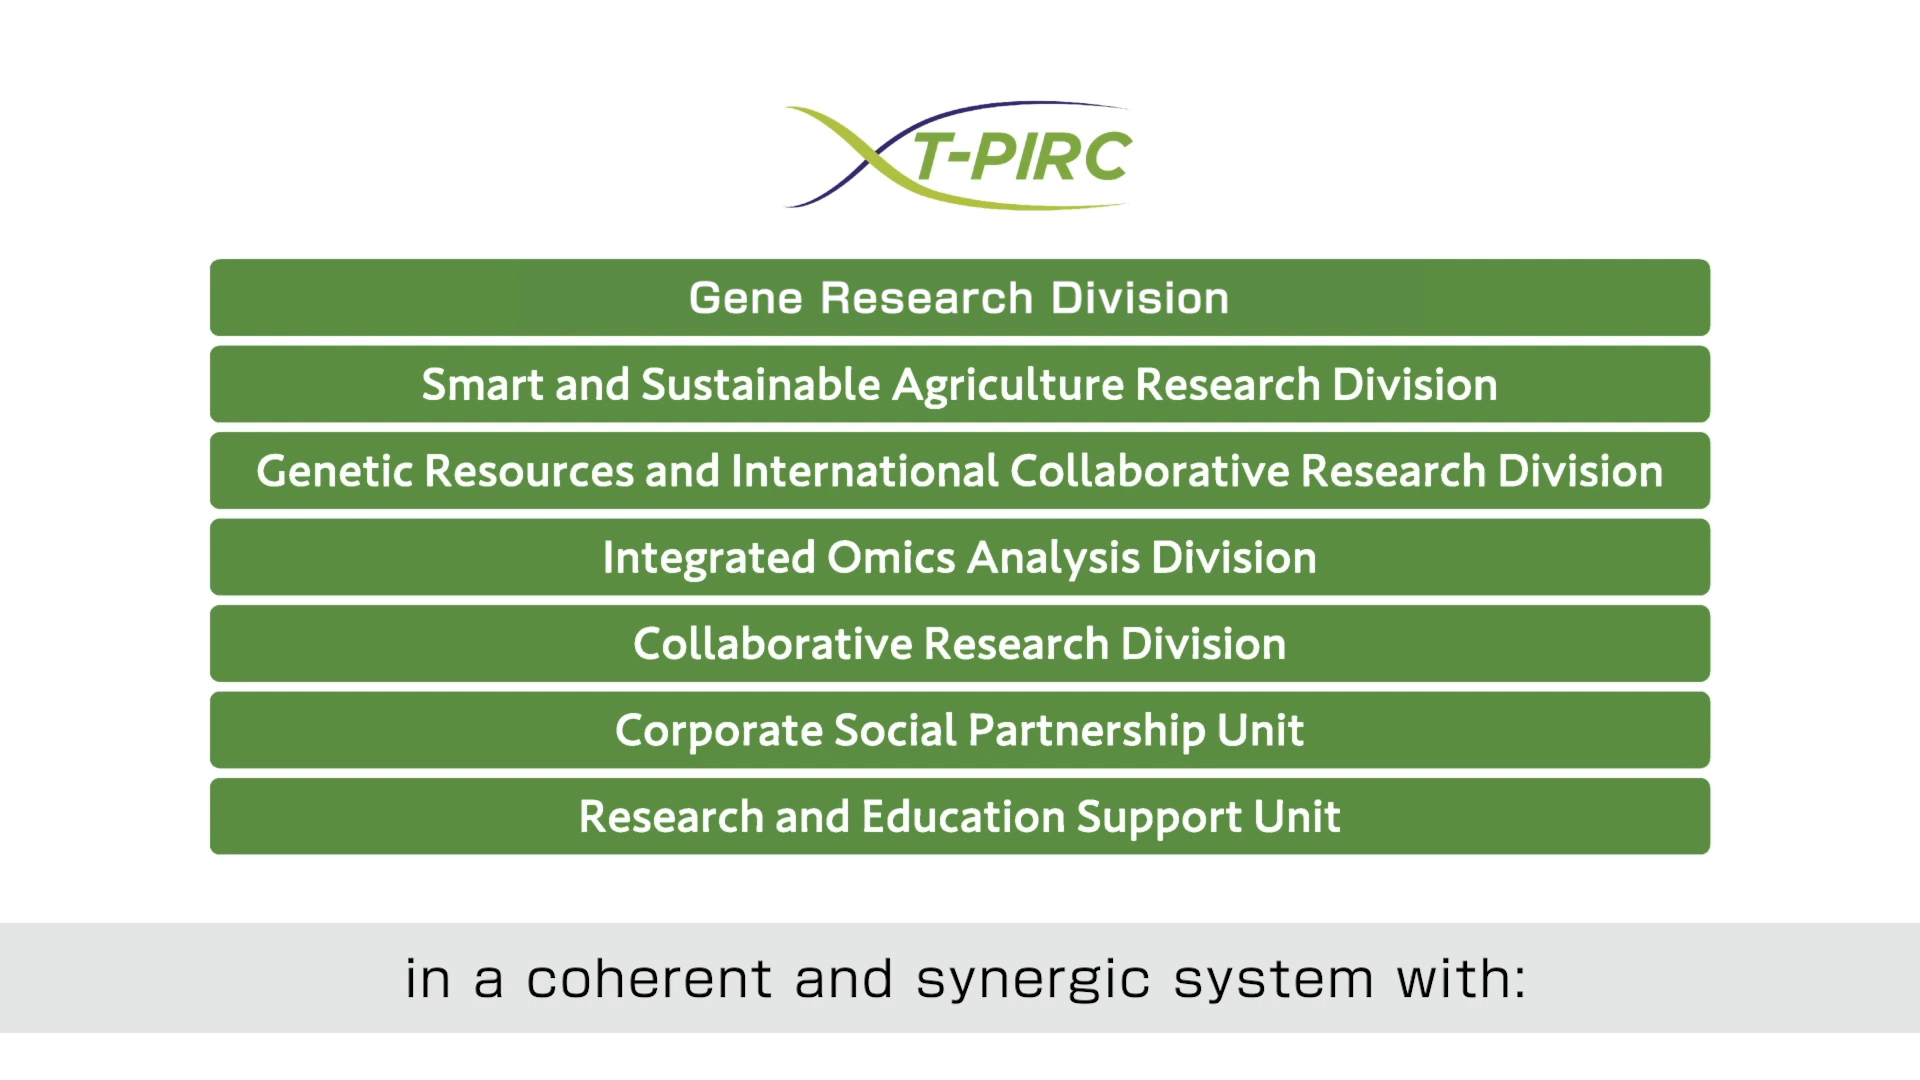 T-PIRC
Gene Research Division
Smart and Sustainable Agriculture Research Division
Genetic Resources and International Collaborative Research Division
Integrated Omics Analysis Division
Collaborative Research Division
Corporate Social Partnership Unit
Research and Education Support Unit
in a coherent and synergic system with: